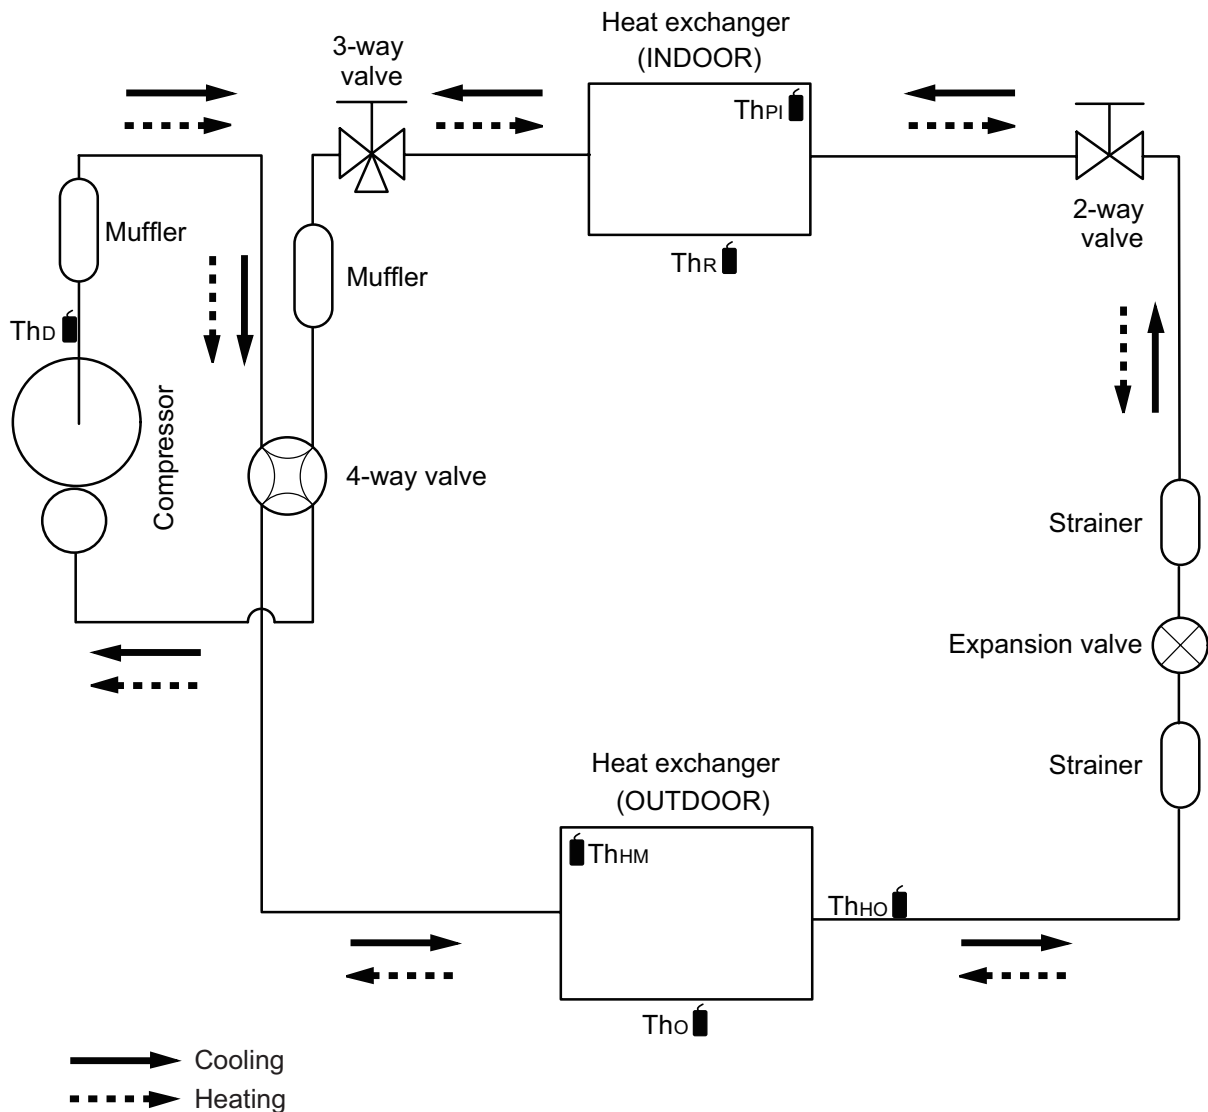 Heat exchanger
(INDOOR)
3-way
valve
ThPI
Muffler
2-way
valve
ThR
Muffler
ThD
Compressor
4-way valve
Strainer
Expansion valve
Strainer
Heat exchanger
(OUTDOOR)
ThHM
ThHO
ThO
Cooling
Heating